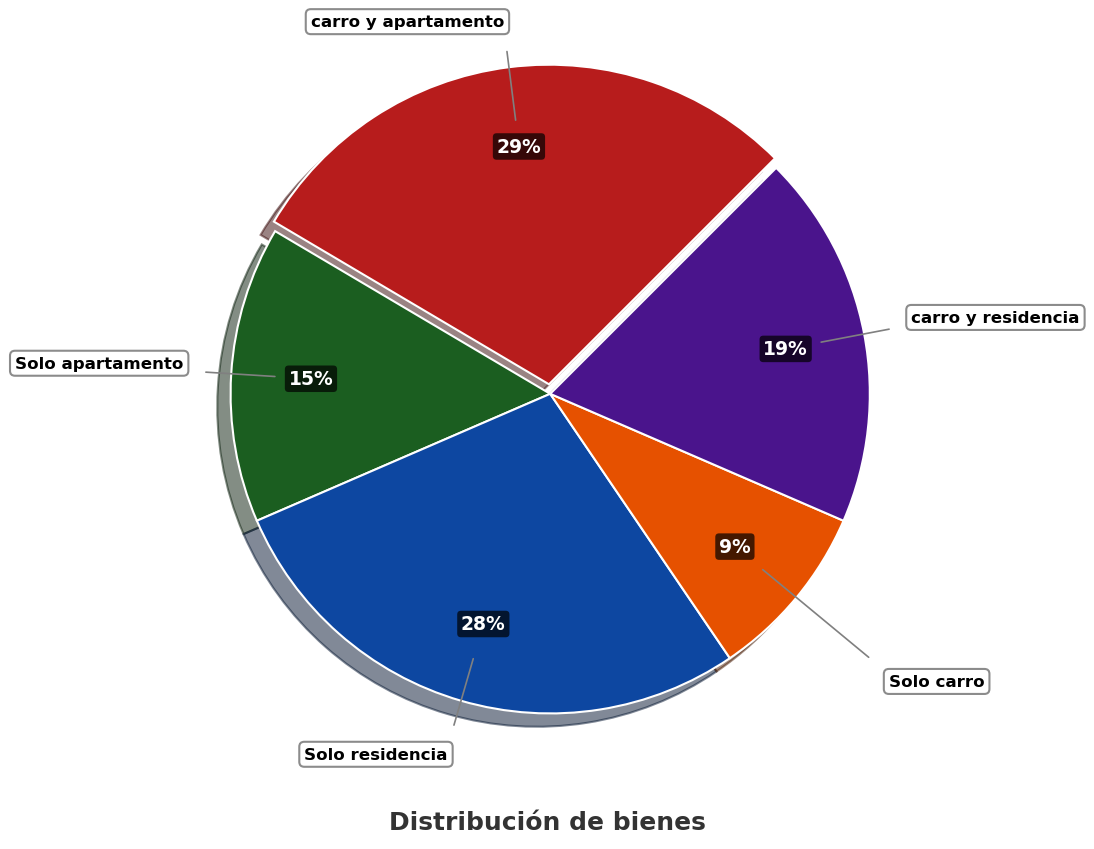 carro y apartamento
29%
carro y residencia
19%
Solo apartamento
15%
9%
28%
Solo carro
Solo residencia
Distribución de bienes